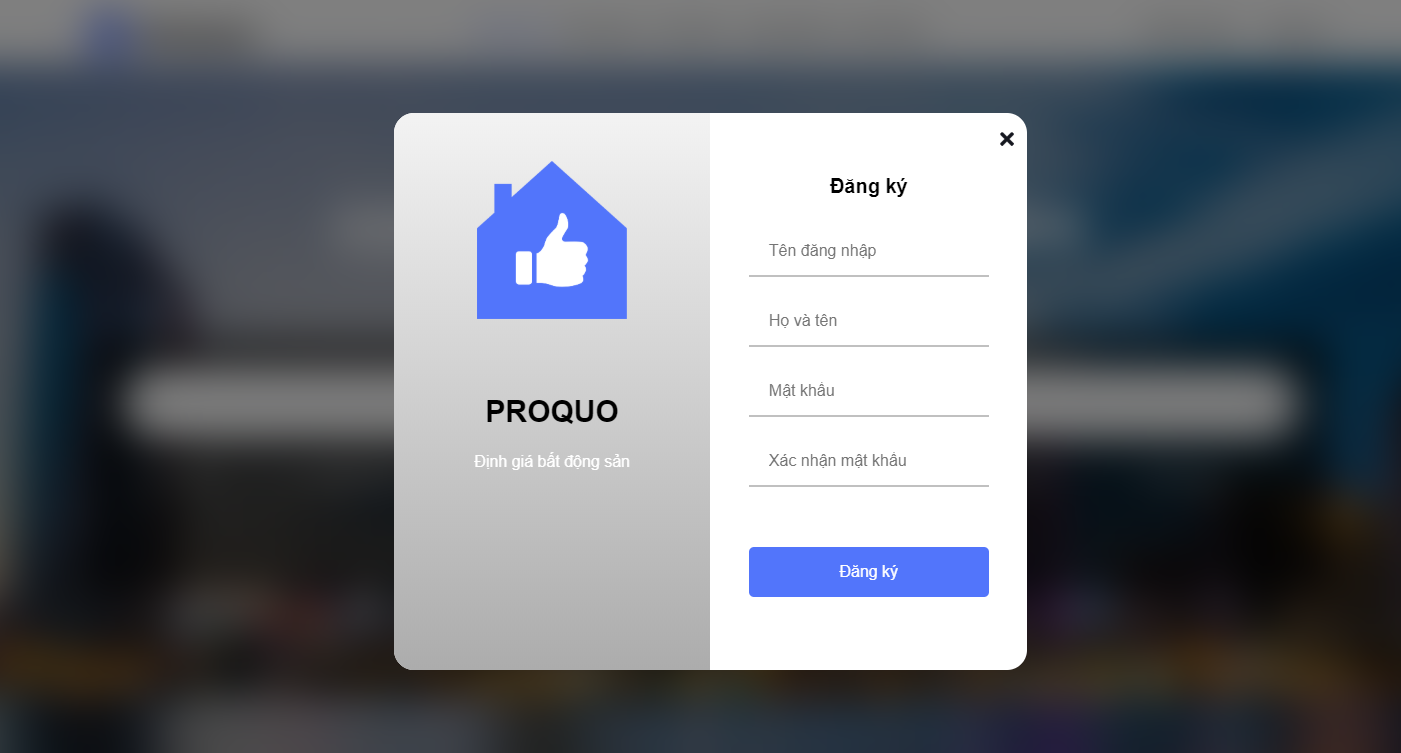 PROQUO
Định giá bất động sản
Đăng ký
Tên đăng nhập
Họ và tên
Mật khẩu
Xác nhận mật khẩu
Đăng ký